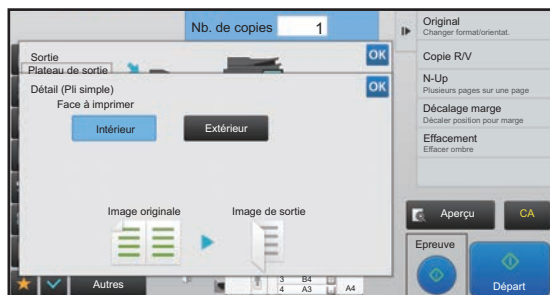 Nb. de copies
1
Original
Changer format/orientat.
Copie R/V
N-Up
Plusieurs pages sur une page
Décalage marge
Décaler position pour marge
Effacement
Effacer ombre
Sortie
OK
Plateau de sortie
Détail (Pli simple)
OK
Face à imprimer
Intérieur
Extérieur
Image originale
Image de sortie
Aperçu
CA
Epreuve
Départ
Autres
3 B4
4 A3
A4